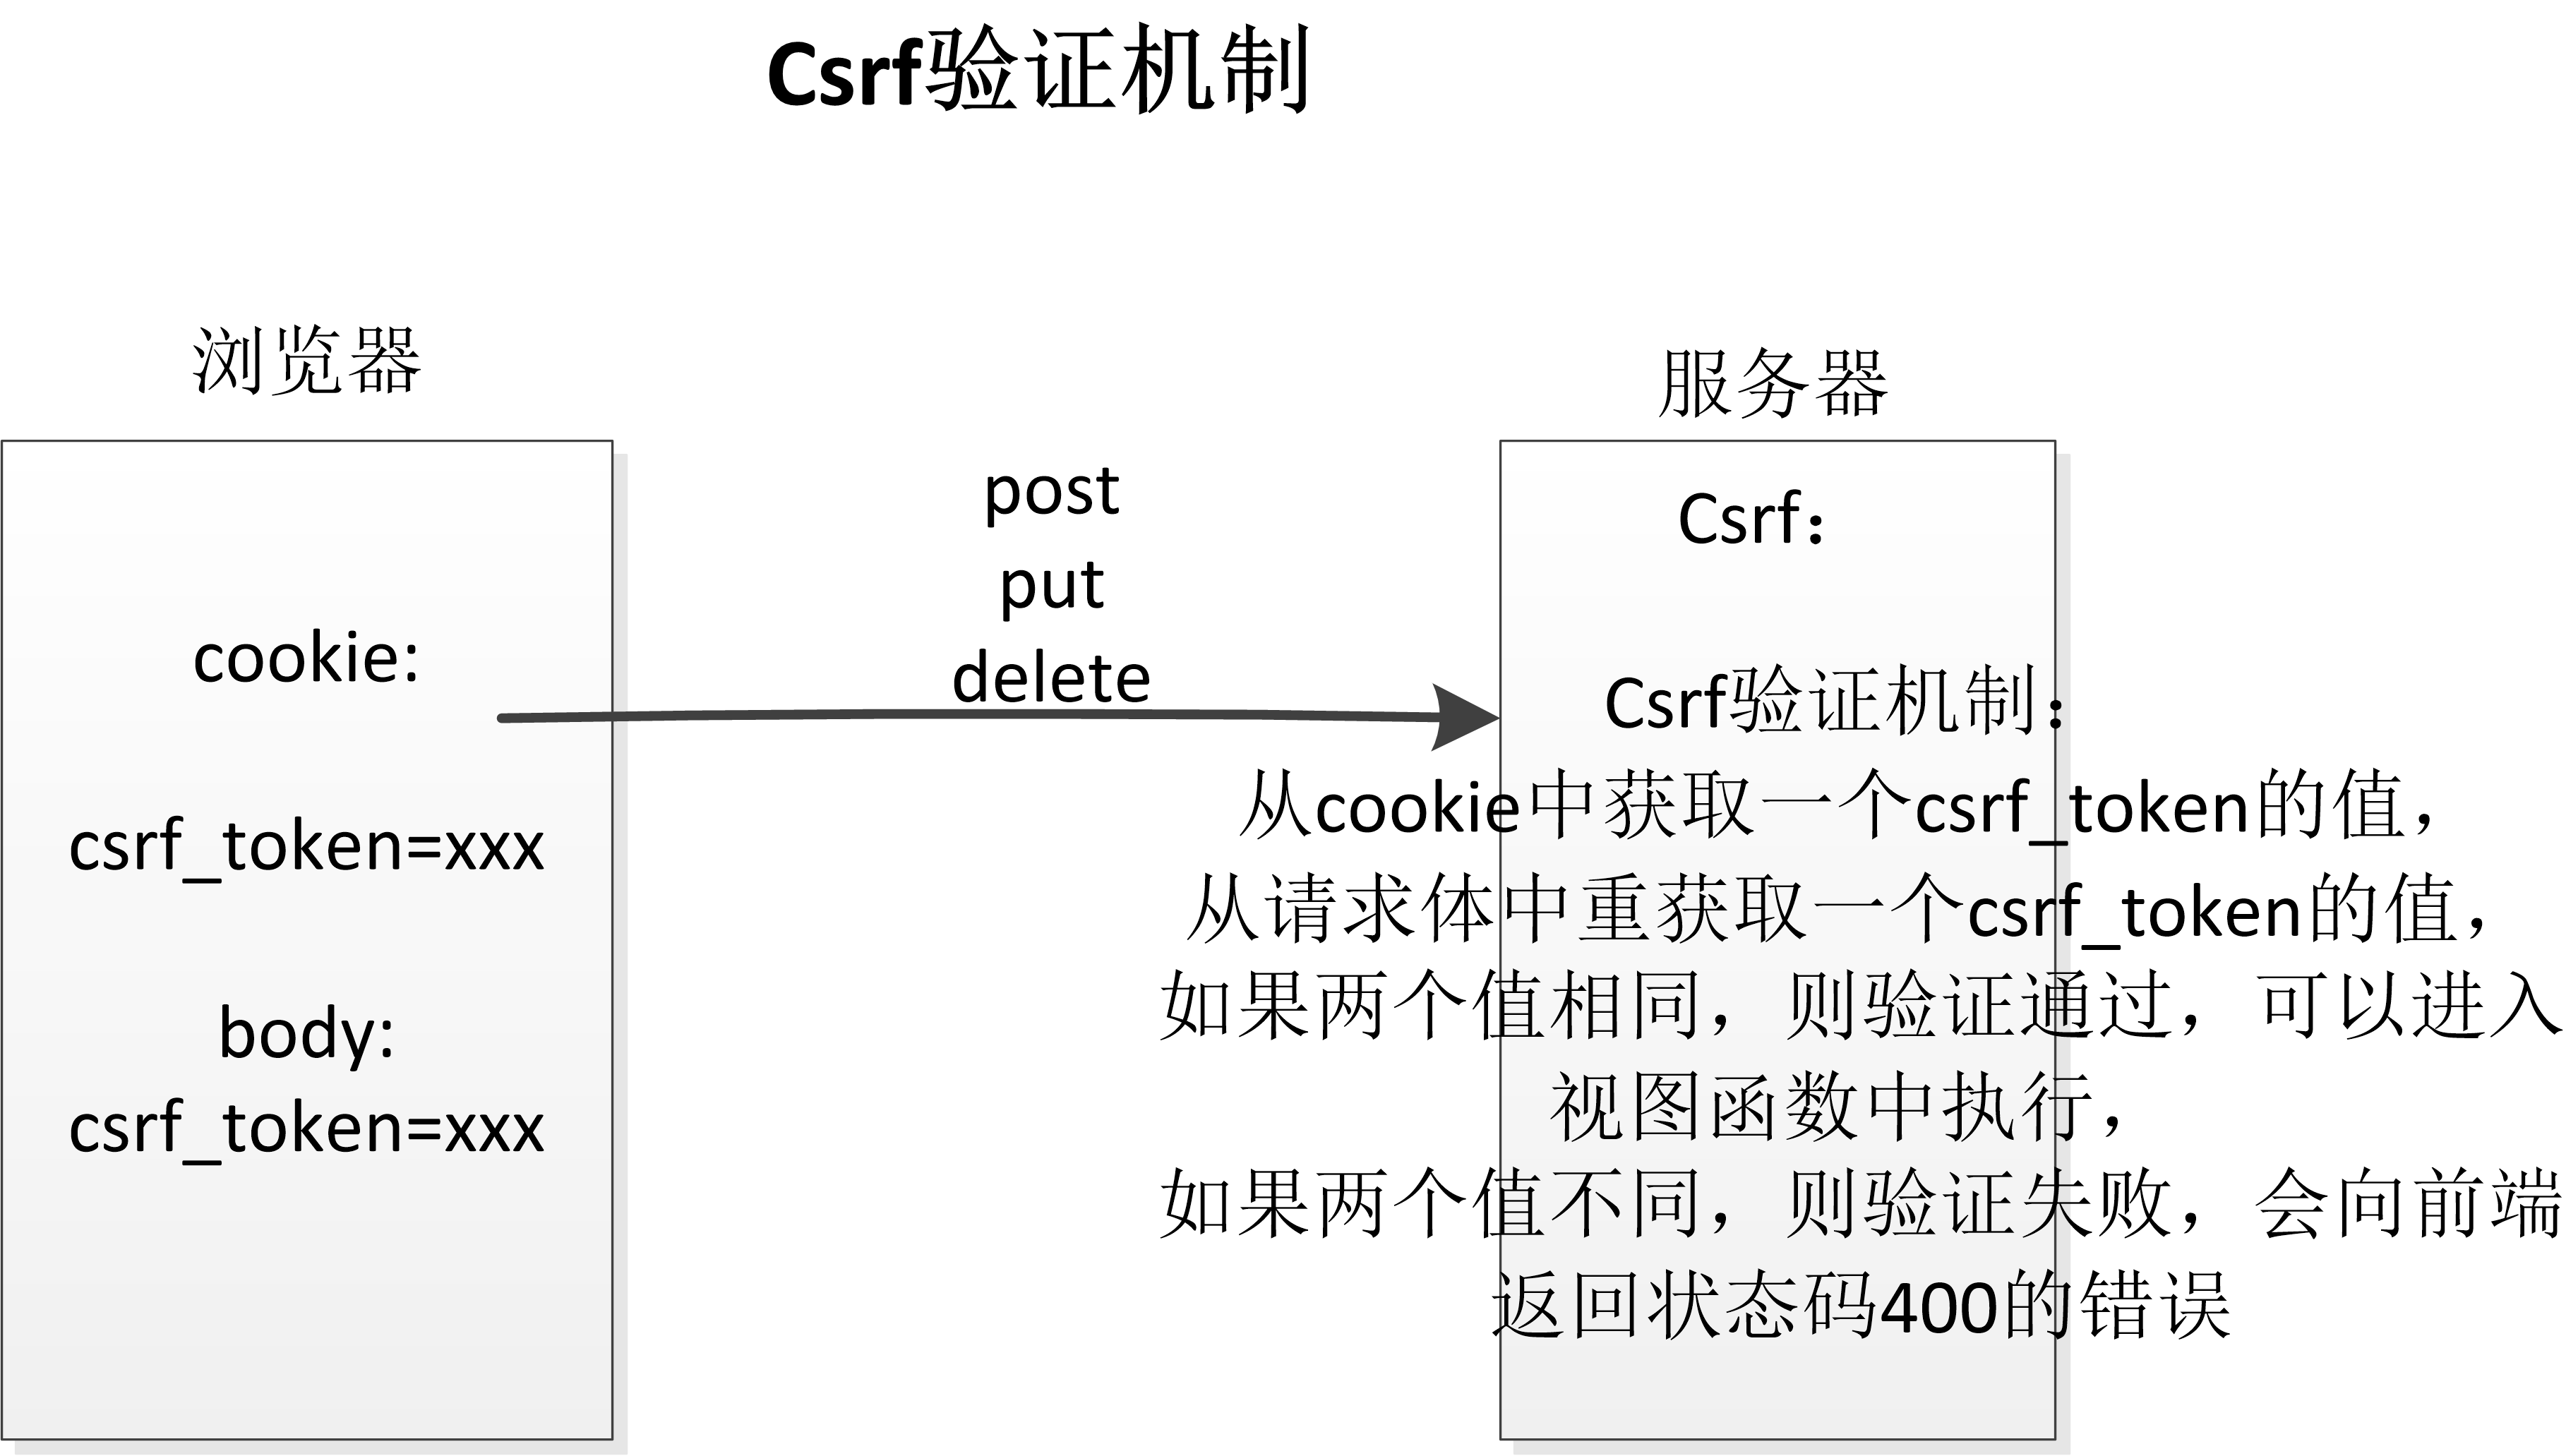 Csrf验证机制
浏览器
cookie:
csrf_token=xxx
body:
csrf_token=xxx
post
put
delete
服务器
Csrf：
Csrf验证机制：
从cookie中获取一个csrf_token的值，
从请求体中重获取一个csrf_token的值，
如果两个值相同，则验证通过，可以进入
视图函数中执行，
如果两个值不同，则验证失败，会向前端
返回状态码400的错误